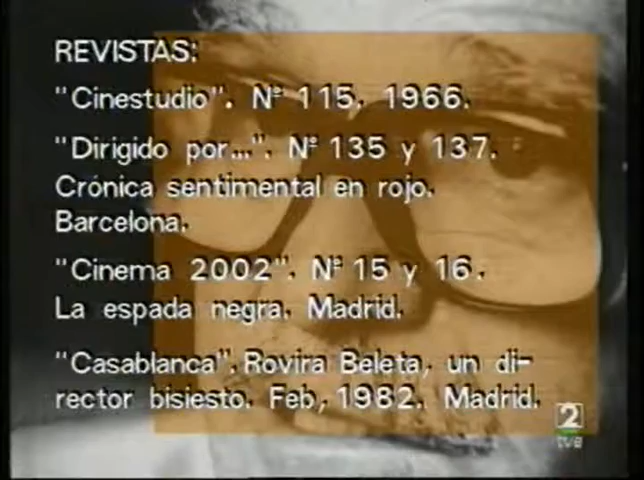 REVISTAS:
"Cinestudio". Nº 115. 1966.
"Dirigido por...". Nº 135 y 137.
Crónica sentimental en rojo.
Barcelona.
"Cinema 2002". Nº 15 y 16.
La espada negra. Madrid.
"Casablanca". Rovira Beleta, un di-
rector bisiesto. Feb, 1982. Madrid.
2
tve